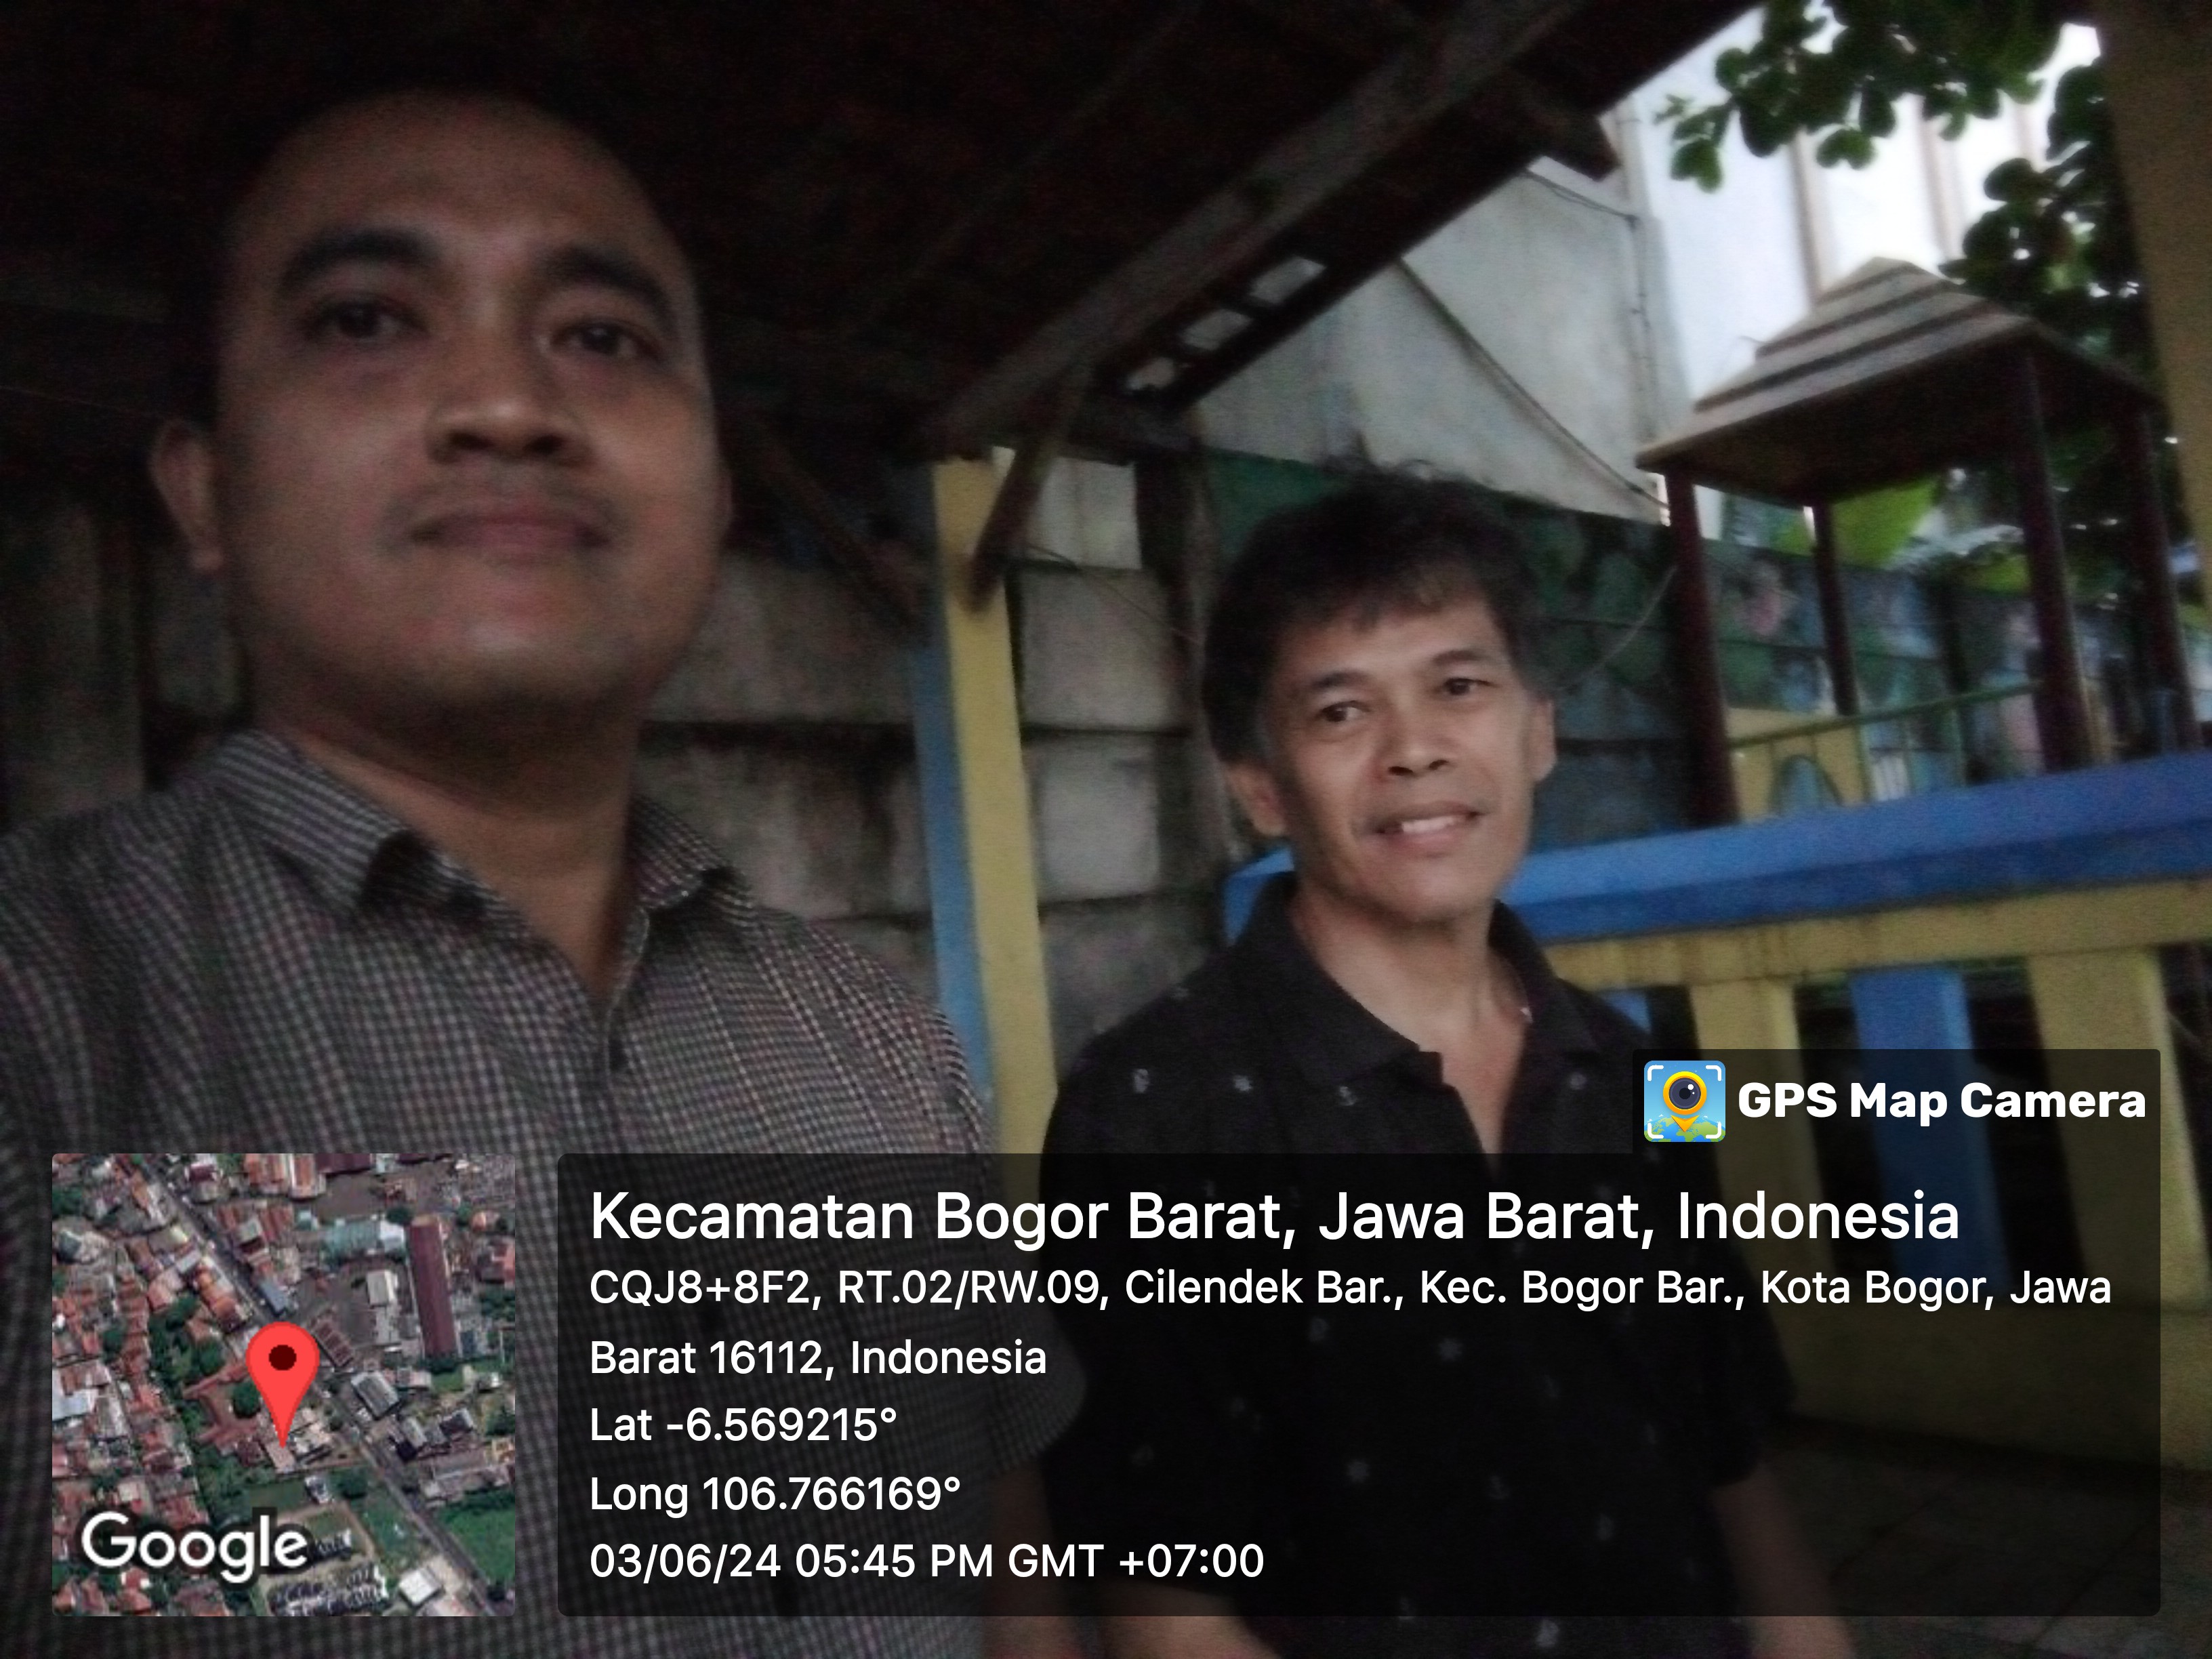 GPS Map Camera
Kecamatan Bogor Barat, Jawa Barat, Indonesia
CQJ8+8F2, RT.02/RW.09, Cilendek Bar., Kec. Bogor Bar., Kota Bogor, Jawa
Barat 16112, Indonesia
Lat -6.569215°
Long 106.766169°
03/06/24 05:45 PM GMT +07:00
Google